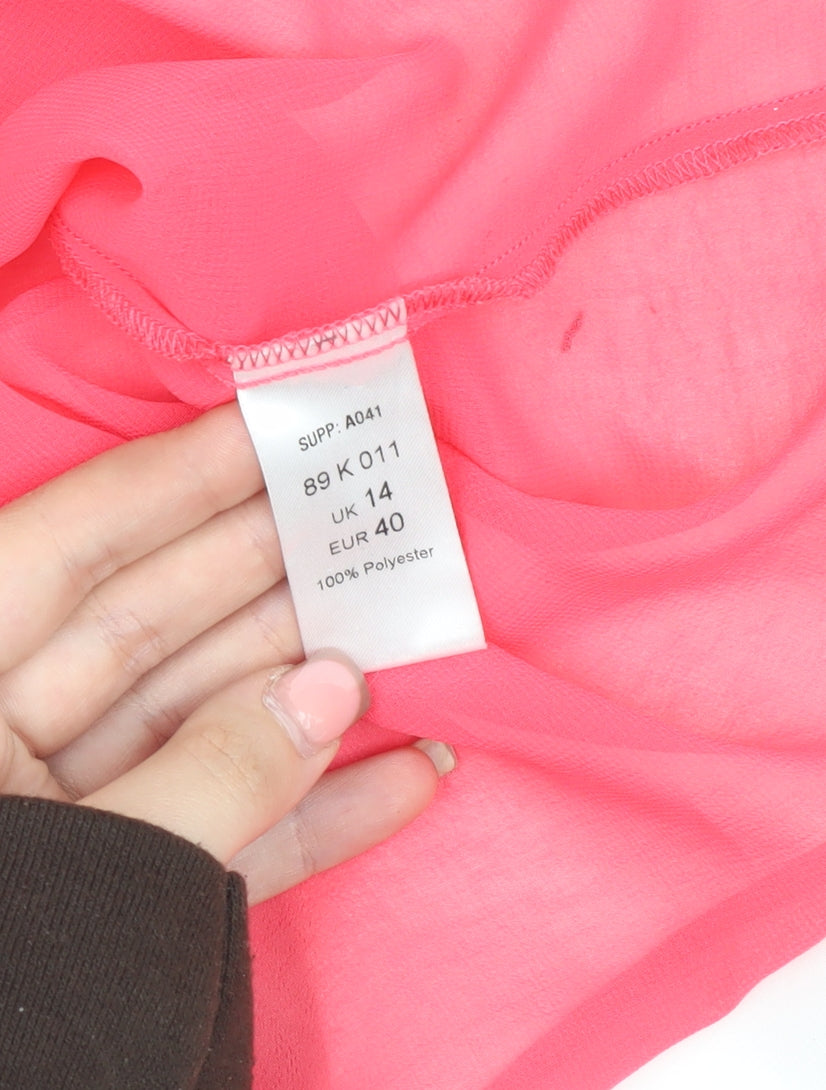 SUPP: A041
89 K 011
UK 14
EUR 40
100% Polyester